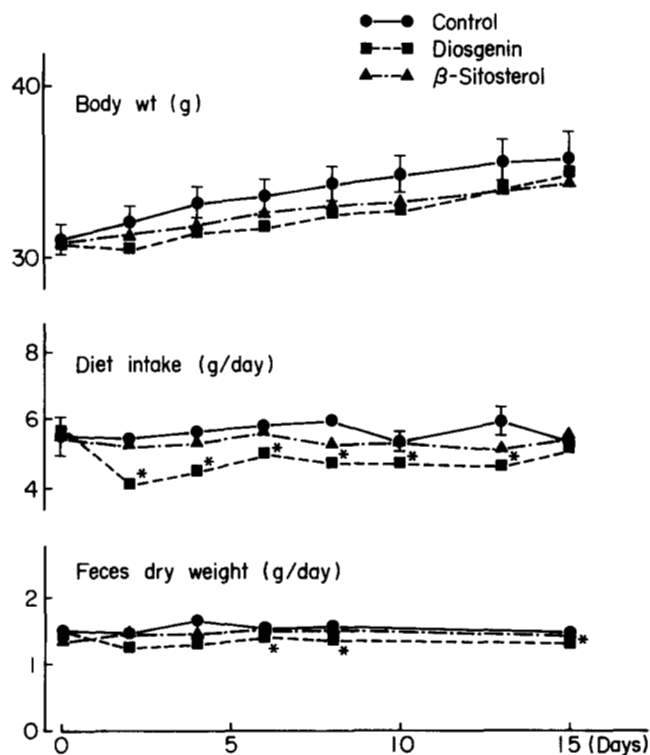 Control
Diosgenin
β-Sitosterol
40
Body wt (g)
30
8
Diet intake (g/day)
6
* * * * * *
4
Feces dry weight (g/day)
2
1
* * *
0
0 5 10 15 (Days)